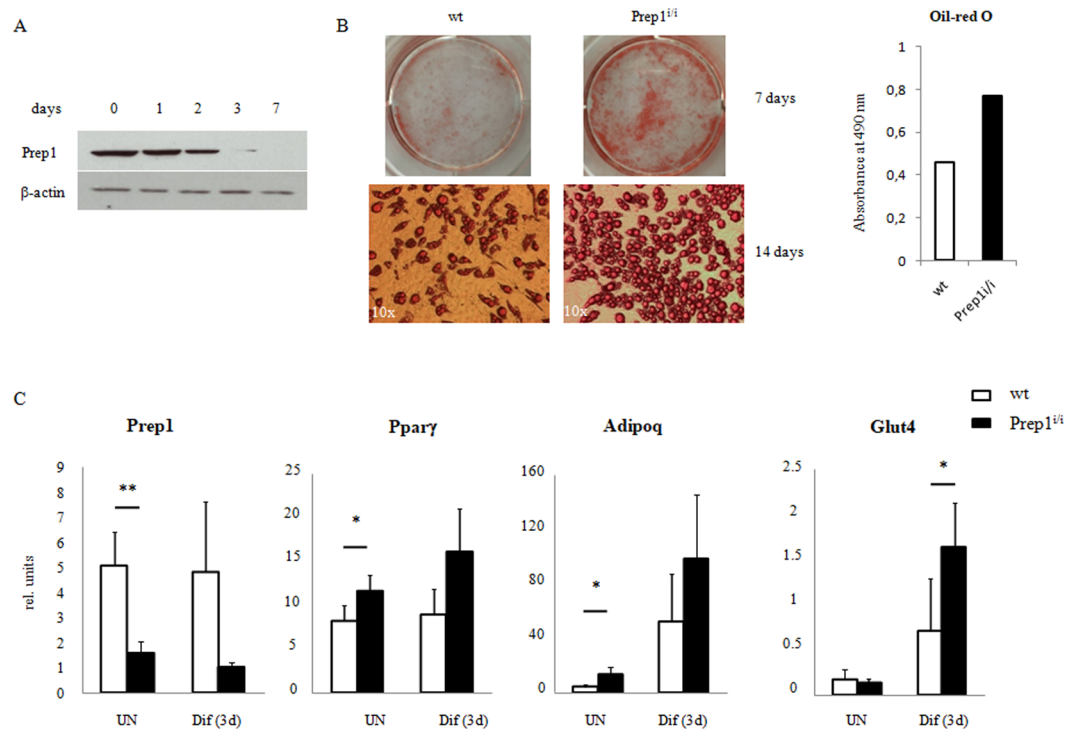 A
days 0 1 2 3 7
Prep1
β-actin
B
wt Prep1i/i
7 days
10x 10x
14 days
Oil-red O
Absorbance at 490 nm
1
0,8
0,6
0,4
0,2
0
wt Prep1i/i
C
wt
Prep1i/i
Prep1
rel. units
9
8
7
6
5
4
3
2
1
0
**
UN Dif (3d)
Pparγ
25
20
15
10
5
0
*
UN Dif (3d)
Adipoq
160
120
80
40
0
*
UN Dif (3d)
Glut4
2.5
2
1.5
1
0.5
0
*
UN Dif (3d)